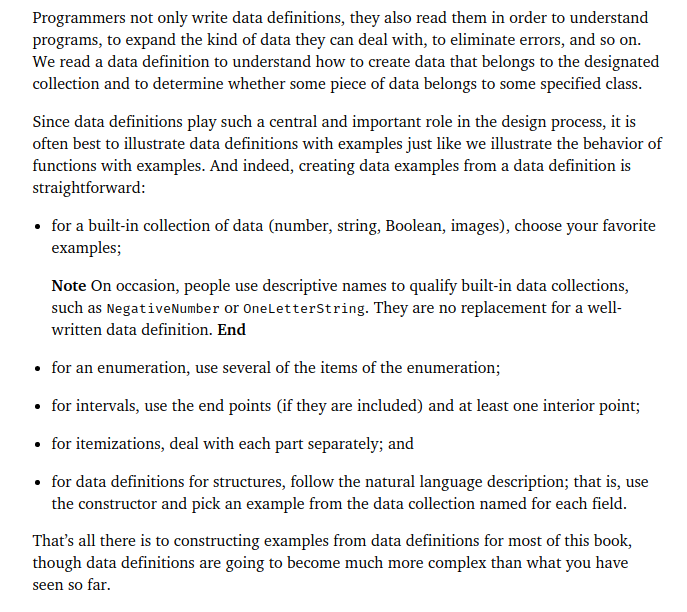 Programmers not only write data definitions, they also read them in order to understand
programs, to expand the kind of data they can deal with, to eliminate errors, and so on.
We read a data definition to understand how to create data that belongs to the designated
collection and to determine whether some piece of data belongs to some specified class.
Since data definitions play such a central and important role in the design process, it is
often best to illustrate data definitions with examples just like we illustrate the behavior of
functions with examples. And indeed, creating data examples from a data definition is
straightforward:
• for a built-in collection of data (number, string, Boolean, images), choose your favorite
examples;
Note On occasion, people use descriptive names to qualify built-in data collections,
such as NegativeNumber or OneLetterString. They are no replacement for a well-
written data definition. End
• for an enumeration, use several of the items of the enumeration;
• for intervals, use the end points (if they are included) and at least one interior point;
• for itemizations, deal with each part separately; and
• for data definitions for structures, follow the natural language description; that is, use
the constructor and pick an example from the data collection named for each field.
That’s all there is to constructing examples from data definitions for most of this book,
though data definitions are going to become much more complex than what you have
seen so far.